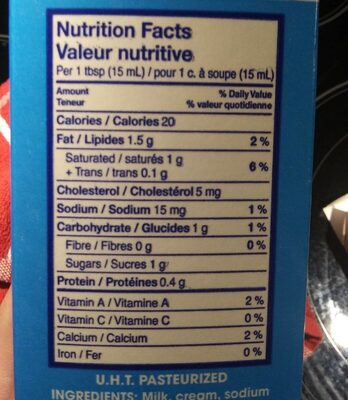 Nutrition Facts
Valeur nutritive
Per 1 tbsp (15 mL) / pour 1 c. à soupe (15 mL)
Amount % Daily Value
Teneur % valeur quotidienne
Calories / Calories 20
Fat / Lipides 1.5 g 2 %
Saturated / saturés 1 g
+ Trans / trans 0.1 g 6 %
Cholesterol / Cholestérol 5 mg
Sodium / Sodium 15 mg 1 %
Carbohydrate / Glucides 1 g 1 %
Fibre / Fibres 0 g 0 %
Sugars / Sucres 1 g
Protein / Protéines 0.4 g
Vitamin A / Vitamine A 2 %
Vitamin C / Vitamine C 0 %
Calcium / Calcium 2 %
Iron / Fer 0 %
U.H.T. PASTEURIZED
INGREDIENTS: Milk, cream, sodium